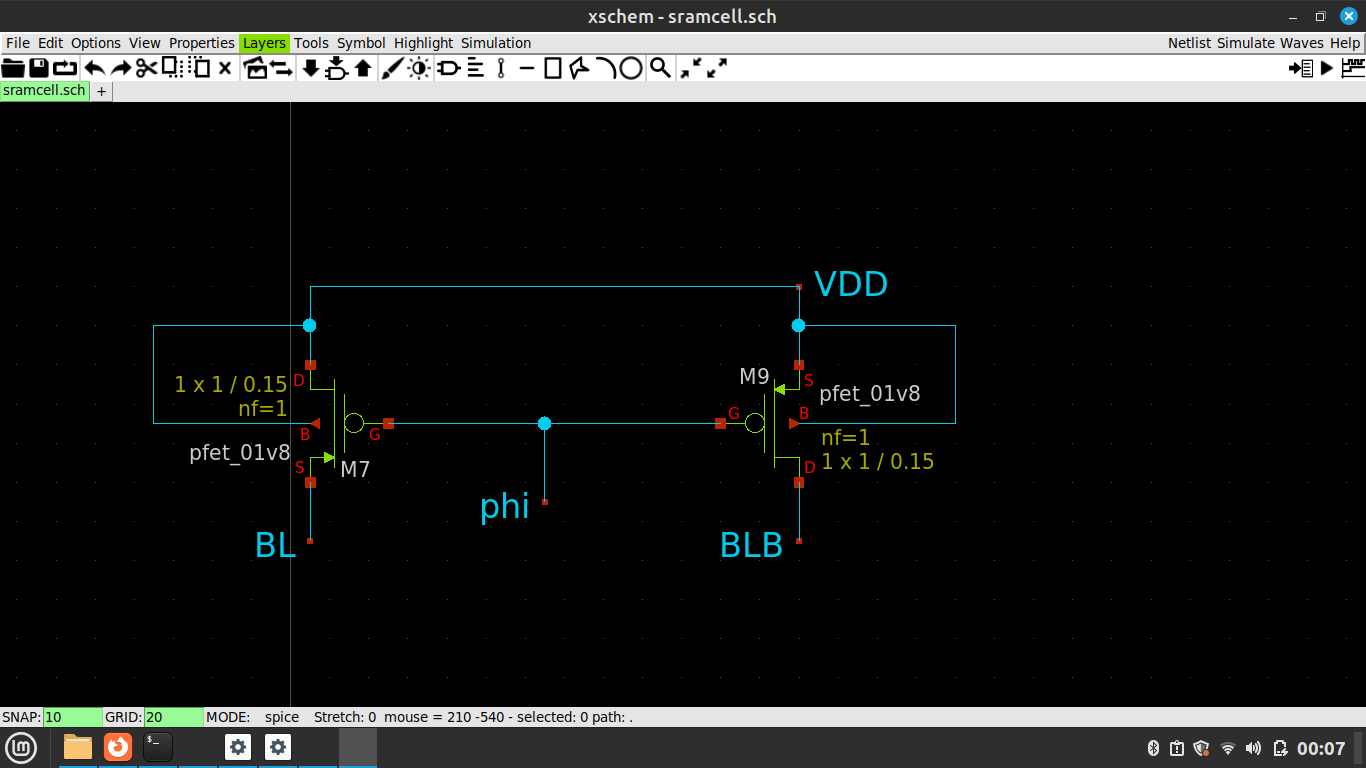 xschem - sramcell.sch
File Edit Options View Properties Layers Tools Symbol Highlight Simulation Netlist Simulate Waves Help
sramcell.sch +
VDD
1 x 1 / 0.15
nf=1
D
B
G
pfet_01v8
S
M7
BL
phi
M9
S
pfet_01v8
G
B
nf=1
D
1 x 1 / 0.15
BLB
SNAP: 10 GRID: 20 MODE: spice Stretch: 0 mouse = 210 -540 - selected: 0 path: .
$_
00:07